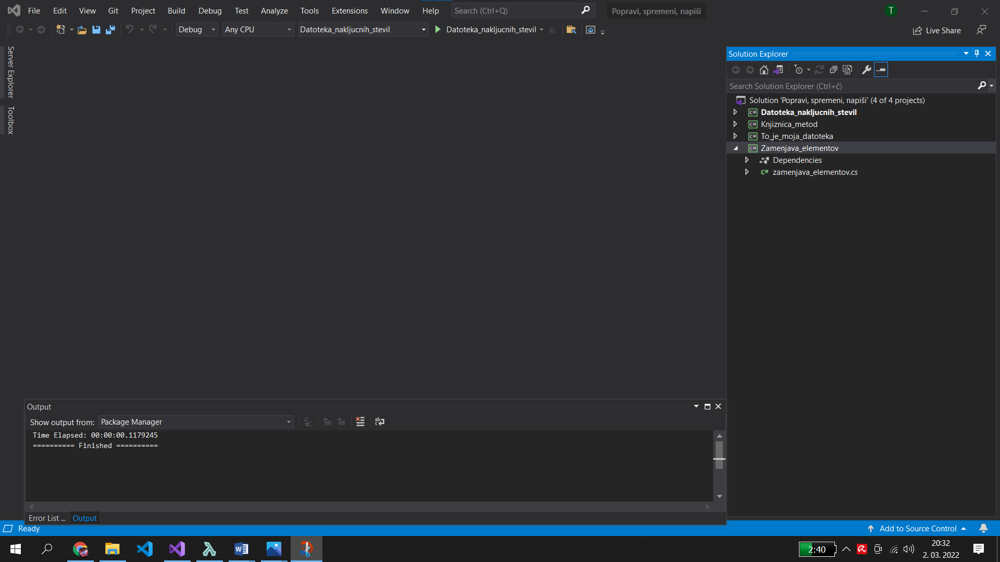 File Edit View Git Project Build Debug Test Analyze Tools Extensions Window Help Search (Ctrl+Q) Popravi, spremeni, napiši T
Debug Any CPU Datoteka_nakljucnih_stevil Datoteka_nakljucnih_stevil Live Share
Server Explorer
Toolbox
Solution Explorer
Search Solution Explorer (Ctrl+č)
Solution 'Popravi, spremeni, napiši' (4 of 4 projects)
C# Datoteka_nakljucnih_stevil
C# Knjiznica_metod
C# To_je_moja_datoteka
C# Zamenjava_elementov
Dependencies
C# zamenjava_elementov.cs
Output
Show output from: Package Manager
Time Elapsed: 00:00:00.1179245
========== Finished ==========
Error List ... Output
Ready Add to Source Control
2:40
20:32
2. 03. 2022